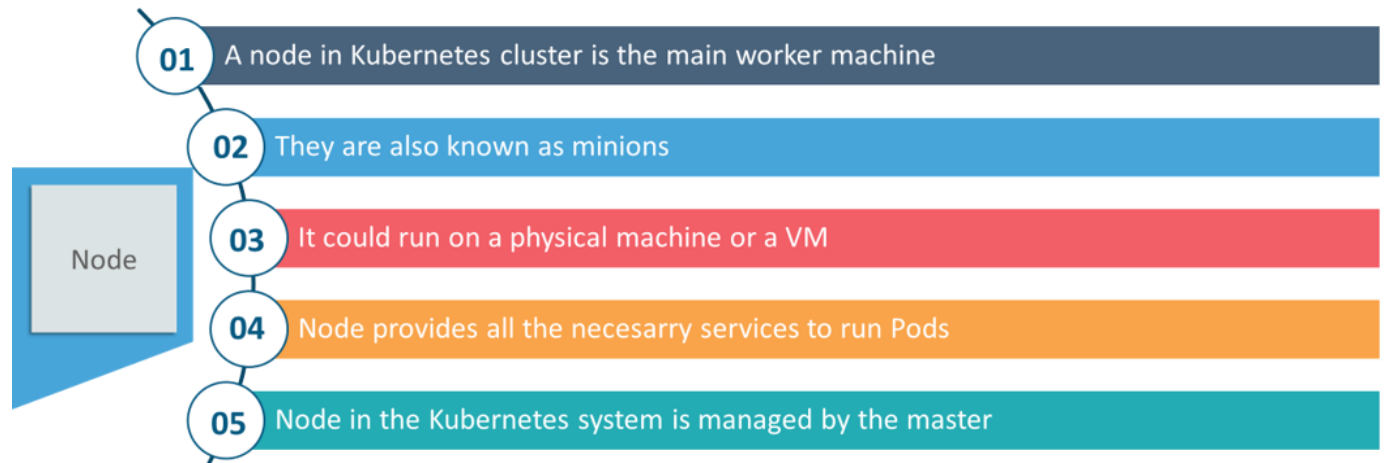 01 A node in Kubernetes cluster is the main worker machine
02 They are also known as minions
Node
03 It could run on a physical machine or a VM
04 Node provides all the necesarry services to run Pods
05 Node in the Kubernetes system is managed by the master